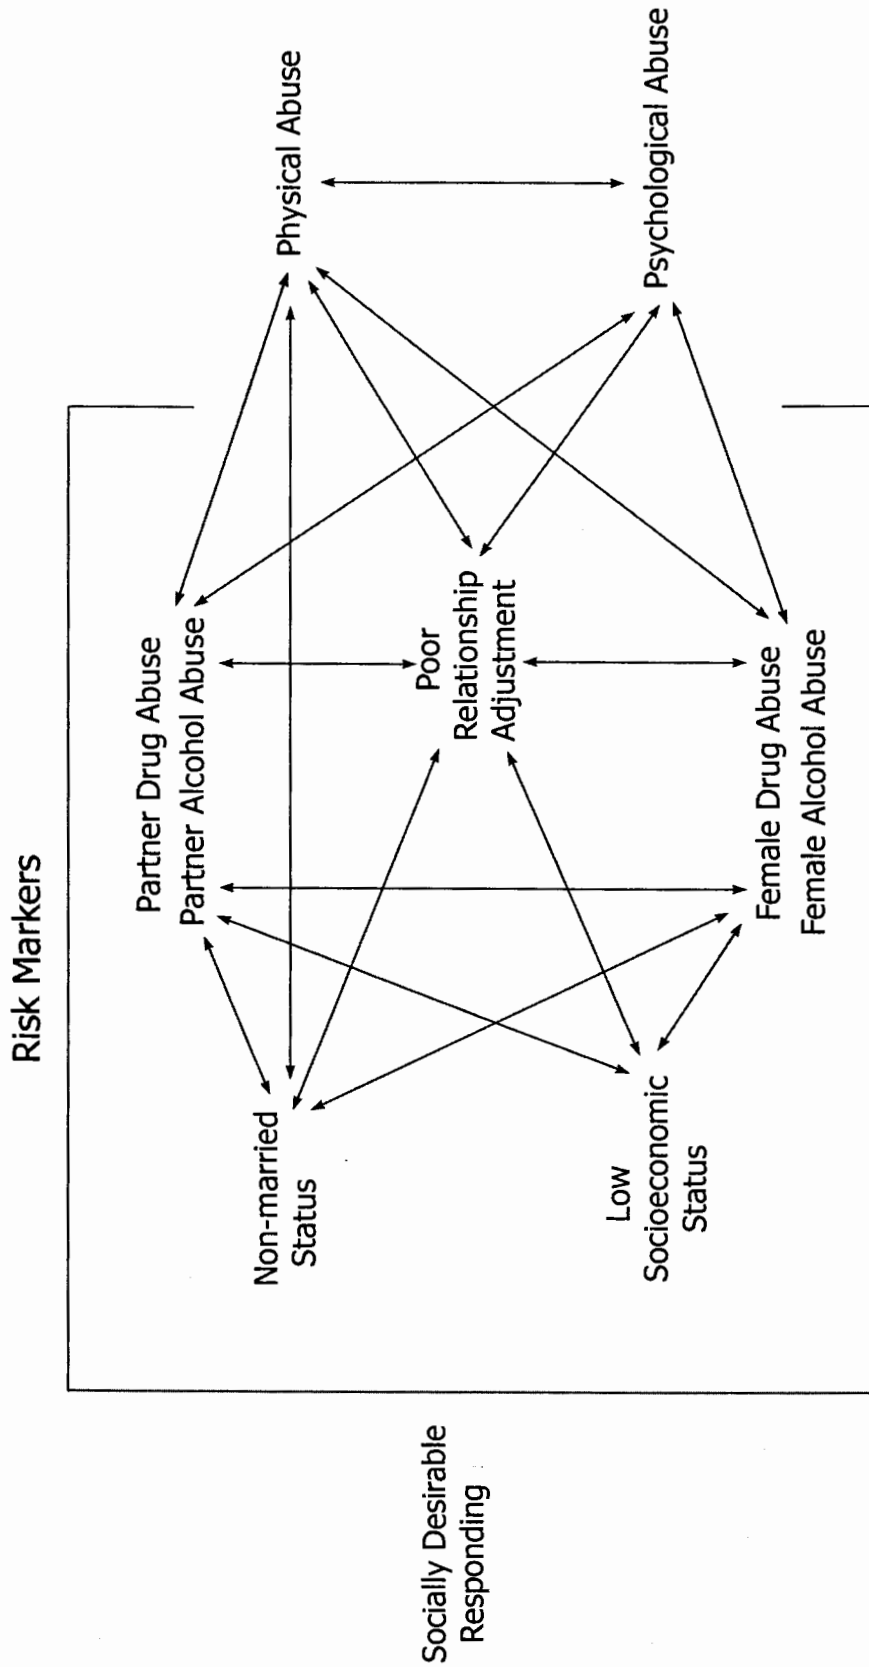 Risk Markers
Partner Drug Abuse
Partner Alcohol Abuse
Physical Abuse
Non-married
Status
Poor
Relationship
Adjustment
Socially Desirable
Responding
Low
Socioeconomic
Status
Psychological Abuse
Female Drug Abuse
Female Alcohol Abuse